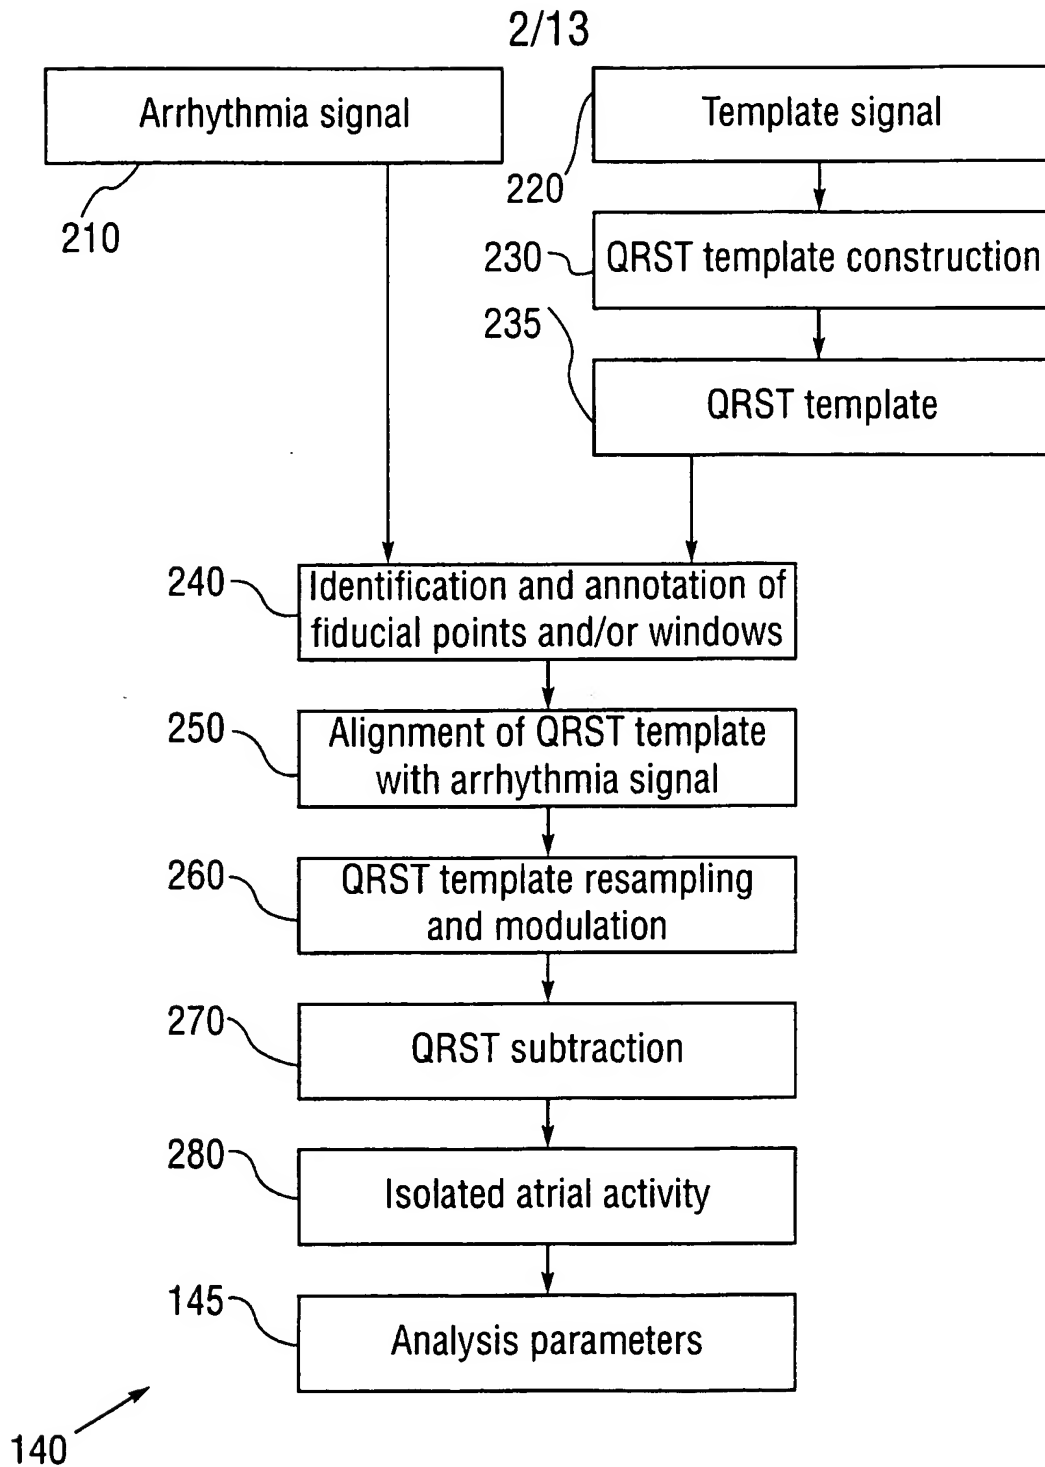 2/13
Arrhythmia signal
210
Template signal
220
230
QRST template construction
235
QRST template
240
Identification and annotation of
fiducial points and/or windows
250
Alignment of QRST template
with arrhythmia signal
260
QRST template resampling
and modulation
270
QRST subtraction
280
Isolated atrial activity
145
Analysis parameters
140